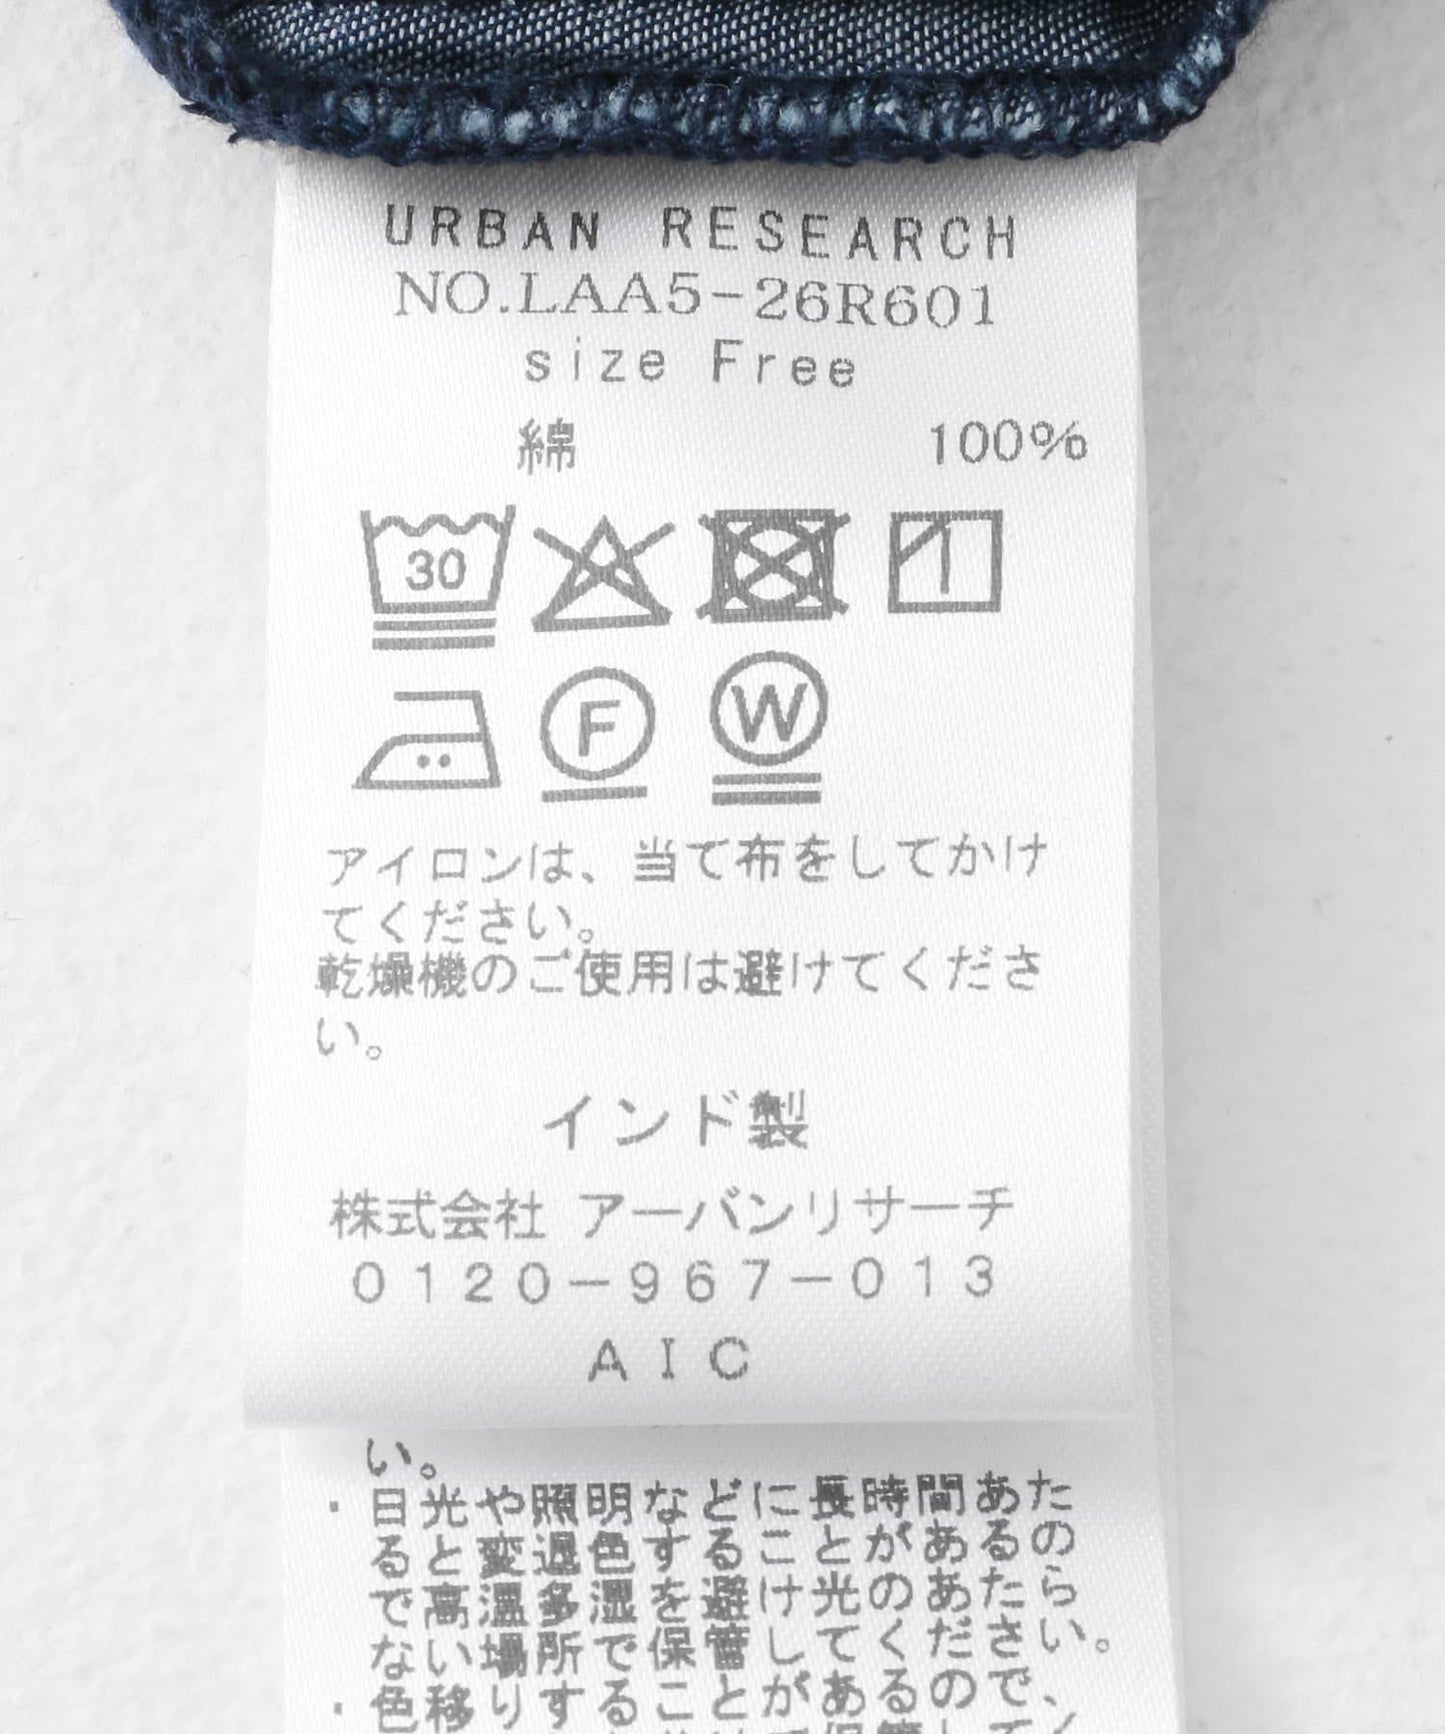 URBAN RESEARCH
NO.LAA5-26R601
size Free
綿 100%
30
F
W
アイロンは、当て布をしてかけ
てください。
乾燥機のご使用は避けてくださ
い。
インド製
株式会社 アーバンリサーチ
0120-967-013
AIC
い。
・日光や照明などに長時間あた
ると変退色することがあるの
で高温多湿を避け光のあたら
ない場所で保管してください。
・色移りすることがあるので、